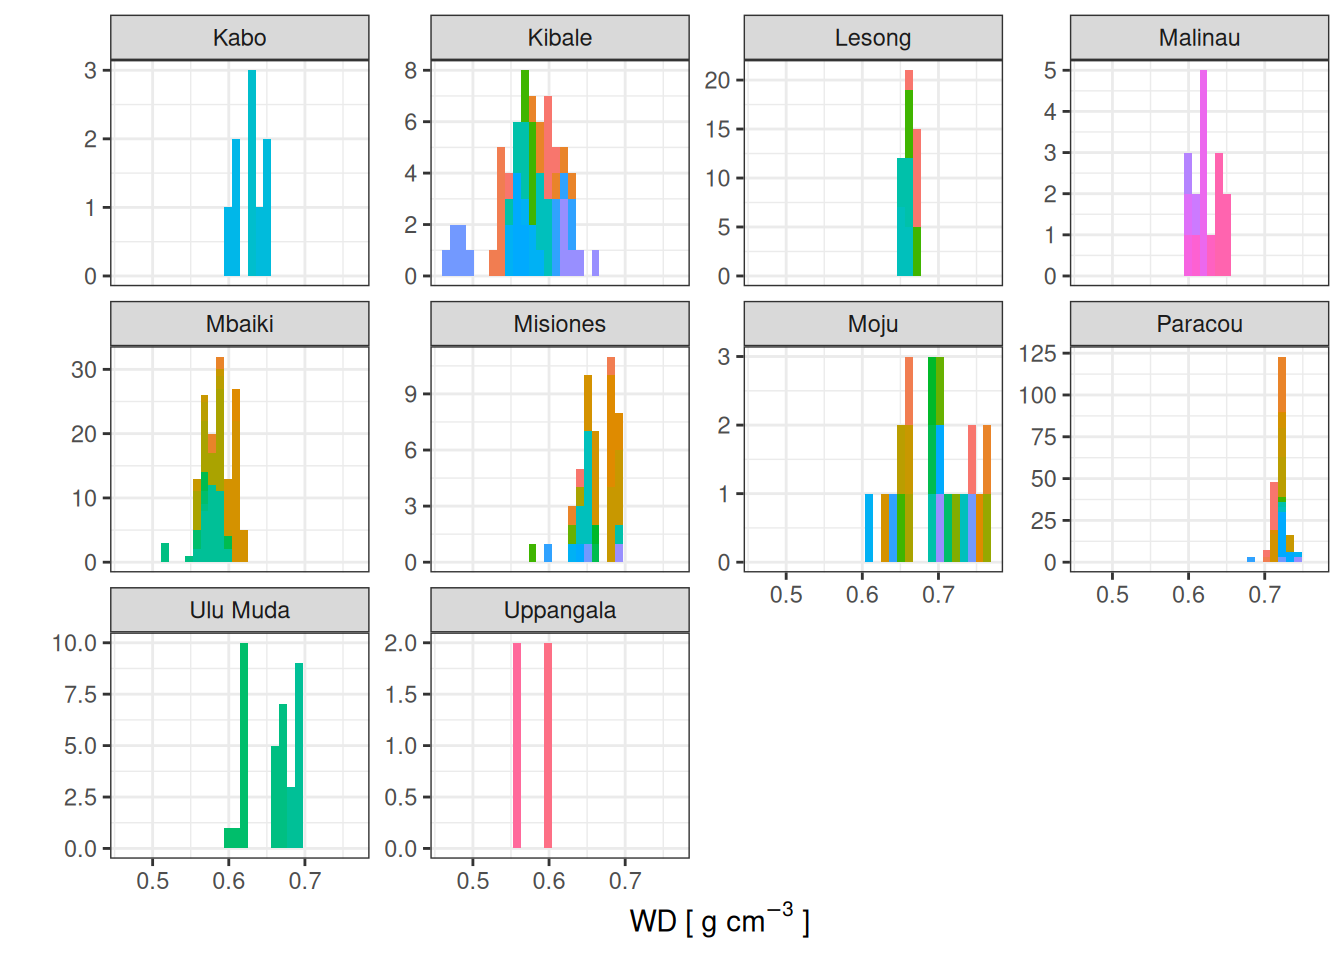 Kabo Kibale Lesong Malinau
3 2 1 0
8 6 4 2 0
20 15 10 5 0
5 4 3 2 1 0
Mbaiki Misiones Moju Paracou
30 20 10 0
9 6 3 0
3 2 1 0
125 100 75 50 25 0
0.5 0.6 0.7 0.5 0.6 0.7
Ulu Muda Uppangala
10.0 7.5 5.0 2.5 0.0
2.0 1.5 1.0 0.5 0.0
0.5 0.6 0.7 0.5 0.6 0.7
WD [ g cm⁻³ ]